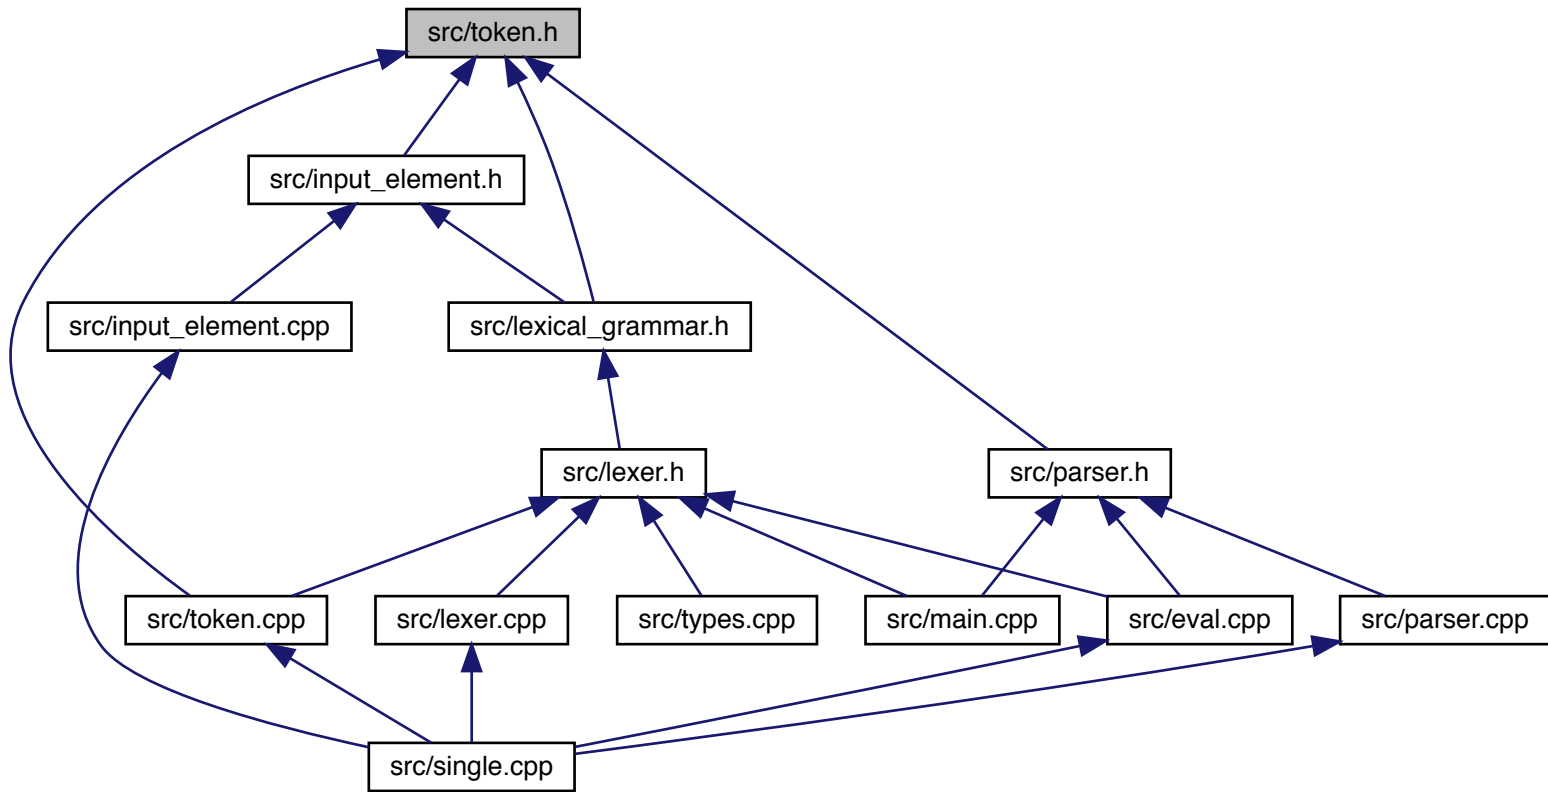 src/token.h
src/input_element.h
src/input_element.cpp
src/lexical_grammar.h
src/lexer.h
src/parser.h
src/token.cpp
src/lexer.cpp
src/types.cpp
src/main.cpp
src/eval.cpp
src/parser.cpp
src/single.cpp